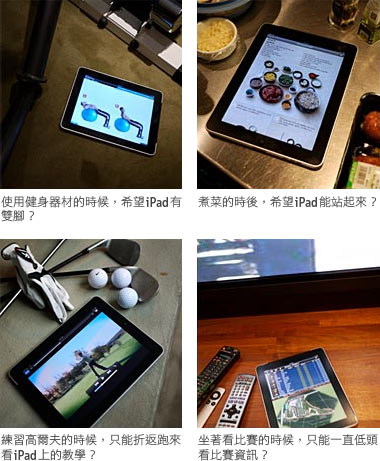 使用健身器材的時候，希望iPad有
雙腳？
煮菜的時後，希望iPad能站起來？
練習高爾夫的時候，只能折返跑來
看iPad上的教學？
坐著看比賽的時候，只能一直低頭
看比賽資訊？